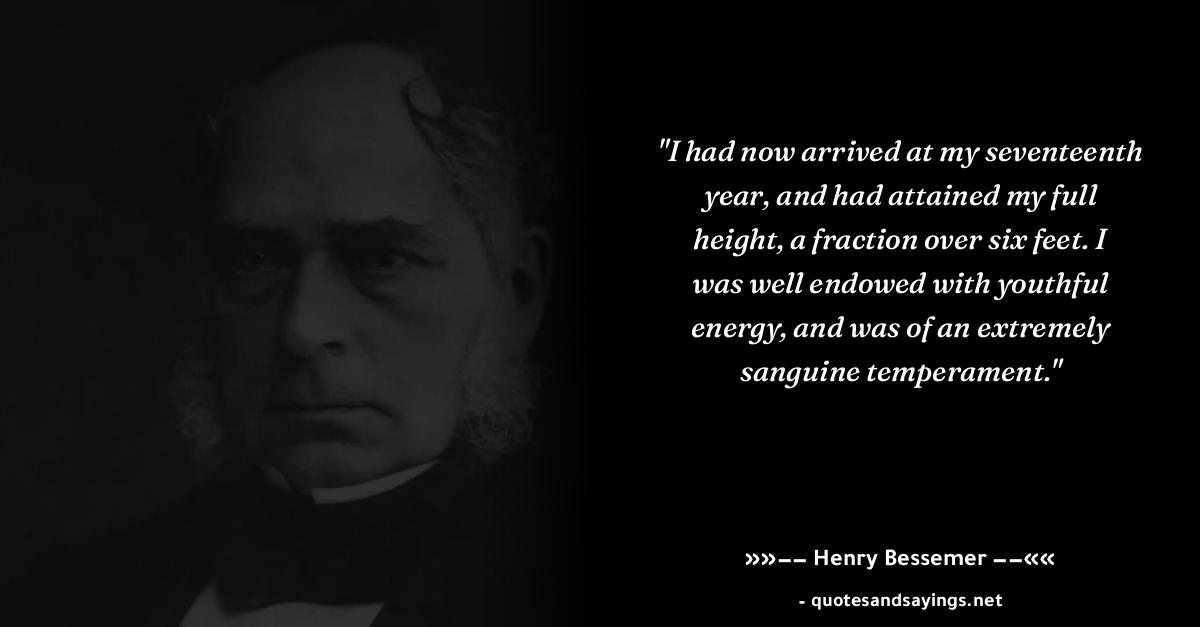 "I had now arrived at my seventeenth
year, and had attained my full
height, a fraction over six feet. I
was well endowed with youthful
energy, and was of an extremely
sanguine temperament."
»»–– Henry Bessemer ––««
- quotesandsayings.net